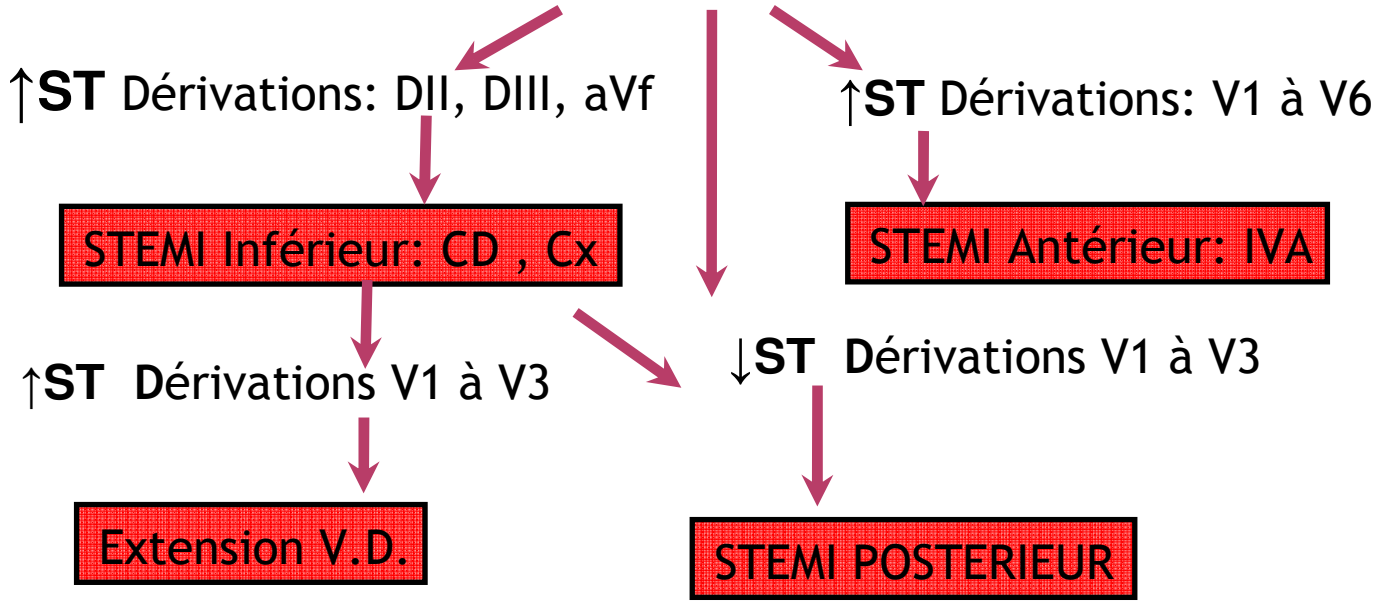 ↑ST Dérivations: DII, DIII, aVf
↑ST Dérivations: V1 à V6
STEMI Inférieur: CD , Cx
STEMI Antérieur: IVA
↑ST Dérivations V1 à V3
↓ST Dérivations V1 à V3
Extension V.D.
STEMI POSTERIEUR